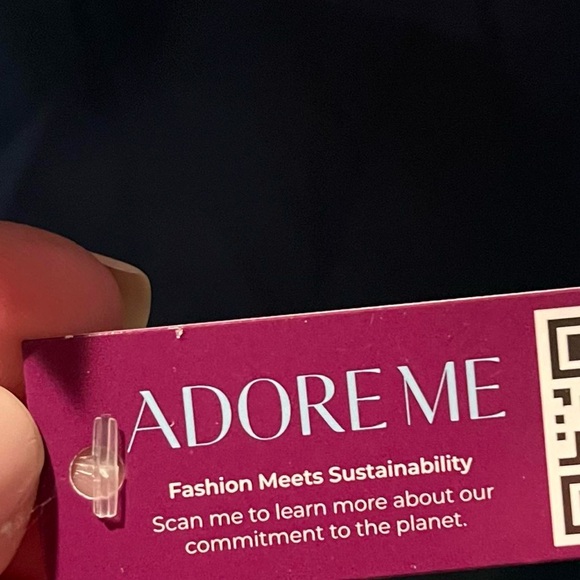 ADORE ME
Fashion Meets Sustainability
Scan me to learn more about our
commitment to the planet.